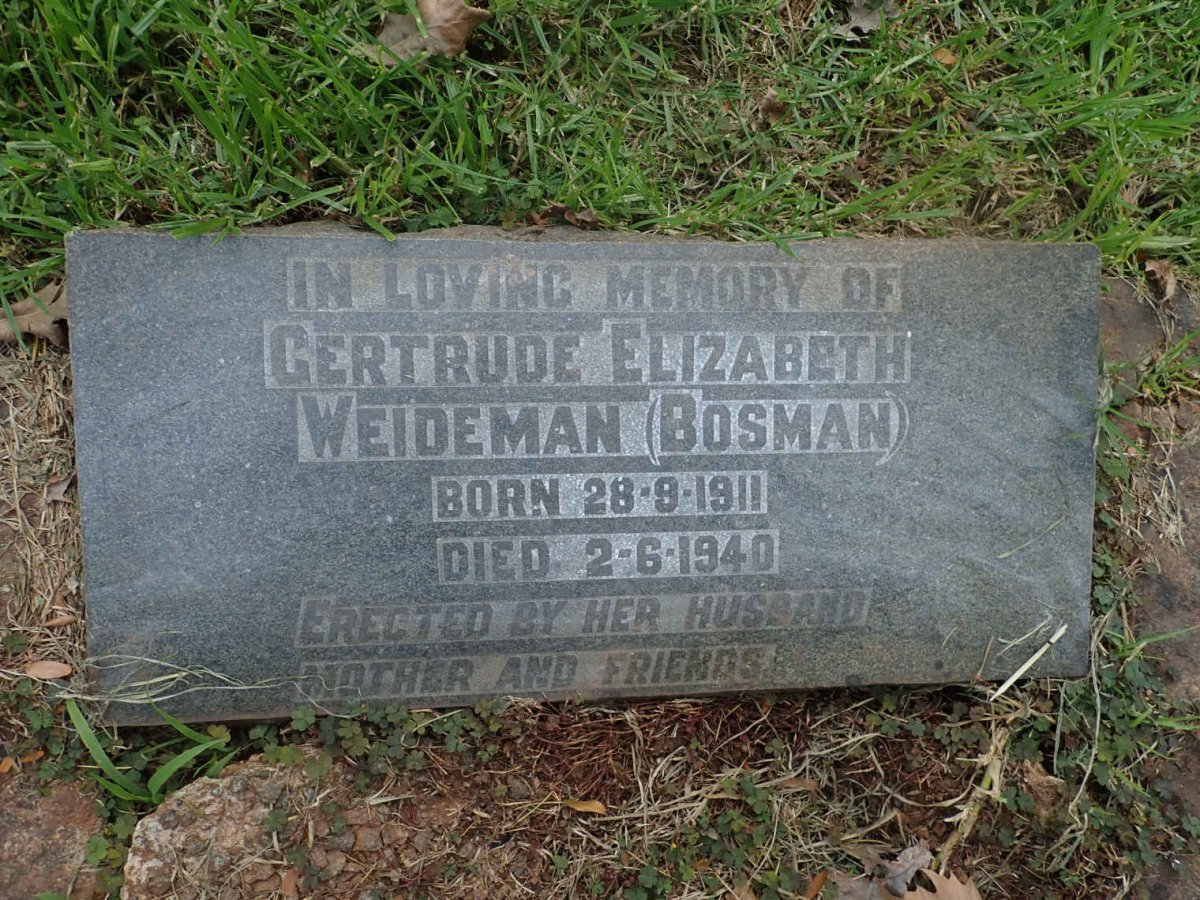 IN LOVING MEMORY OF
GERTRUDE ELIZABETH
WEIDEMAN (BOSMAN)
BORN 28-9-1911
DIED 2-6-1940
ERECTED BY HER HUSBAND
MOTHER AND FRIENDS.